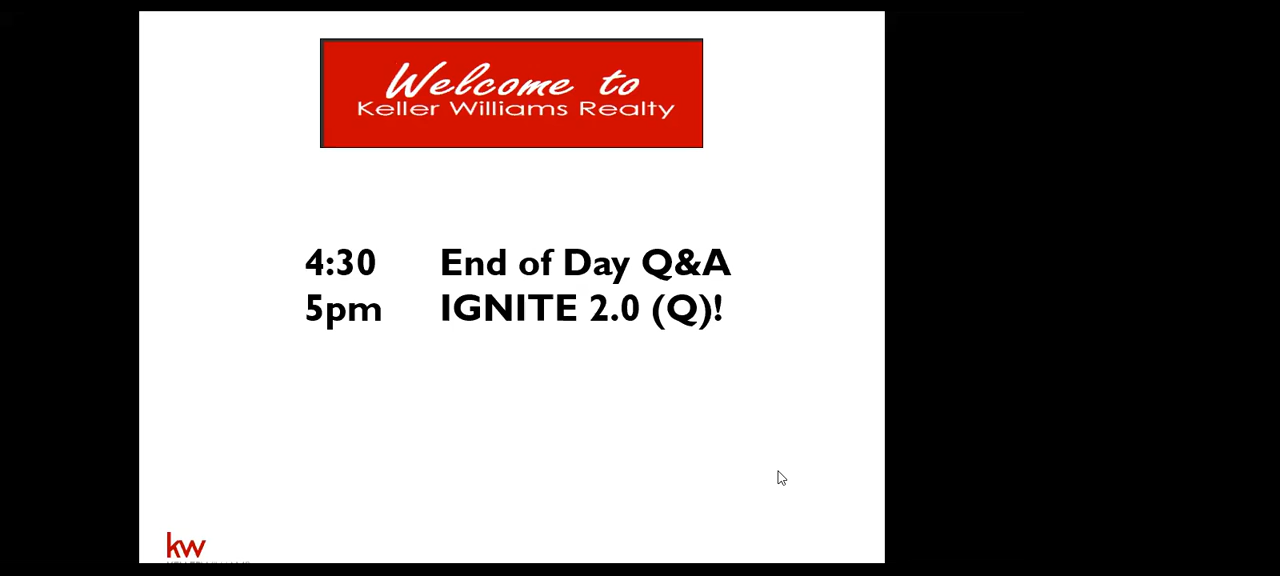 Welcome to
Keller Williams Realty
4:30 End of Day Q&A
5pm IGNITE 2.0 (Q)!
kw